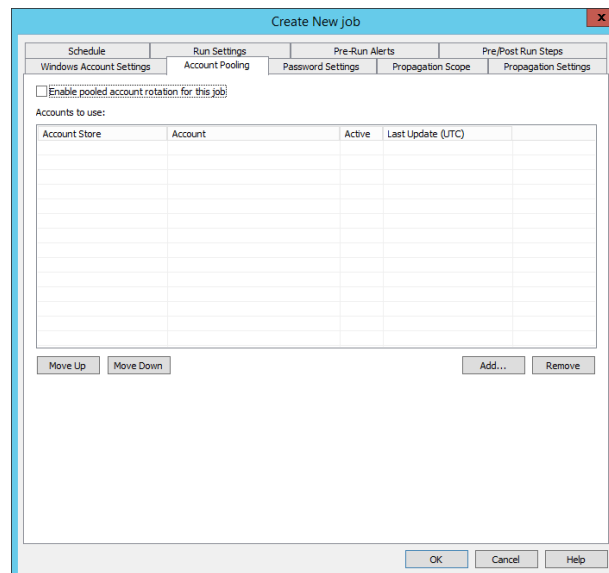 Create New job
x
Schedule Run Settings Pre-Run Alerts Pre/Post Run Steps
Windows Account Settings Account Pooling Password Settings Propagation Scope Propagation Settings
Enable pooled account rotation for this job
Accounts to use:
Account Store Account Active Last Update (UTC)
Move Up Move Down Add... Remove
OK Cancel Help